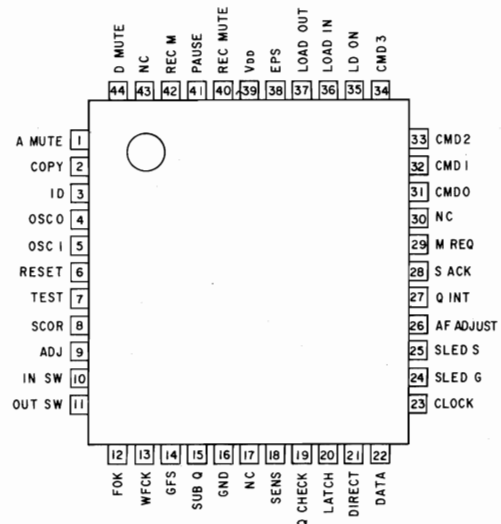 D MUTE
NC
REC M
PAUSE
REC MUTE
VDD
EPS
LOAD OUT
LOAD IN
LD ON
CMD3
44 43 42 41 40 39 38 37 36 35 34
A MUTE 1
COPY 2
ID 3
OSCO 4
OSC I 5
RESET 6
TEST 7
SCOR 8
ADJ 9
IN SW 10
OUT SW 11
33 CMD2
32 CMD1
31 CMD0
30 NC
29 M REQ
28 S ACK
27 Q INT
26 AF ADJUST
25 SLED S
24 SLED G
23 CLOCK
12 13 14 15 16 17 18 19 20 21 22
FOK
WFCK
GFS
SUB Q
GND
NC
SENS
Q CHECK
LATCH
DIRECT
DATA